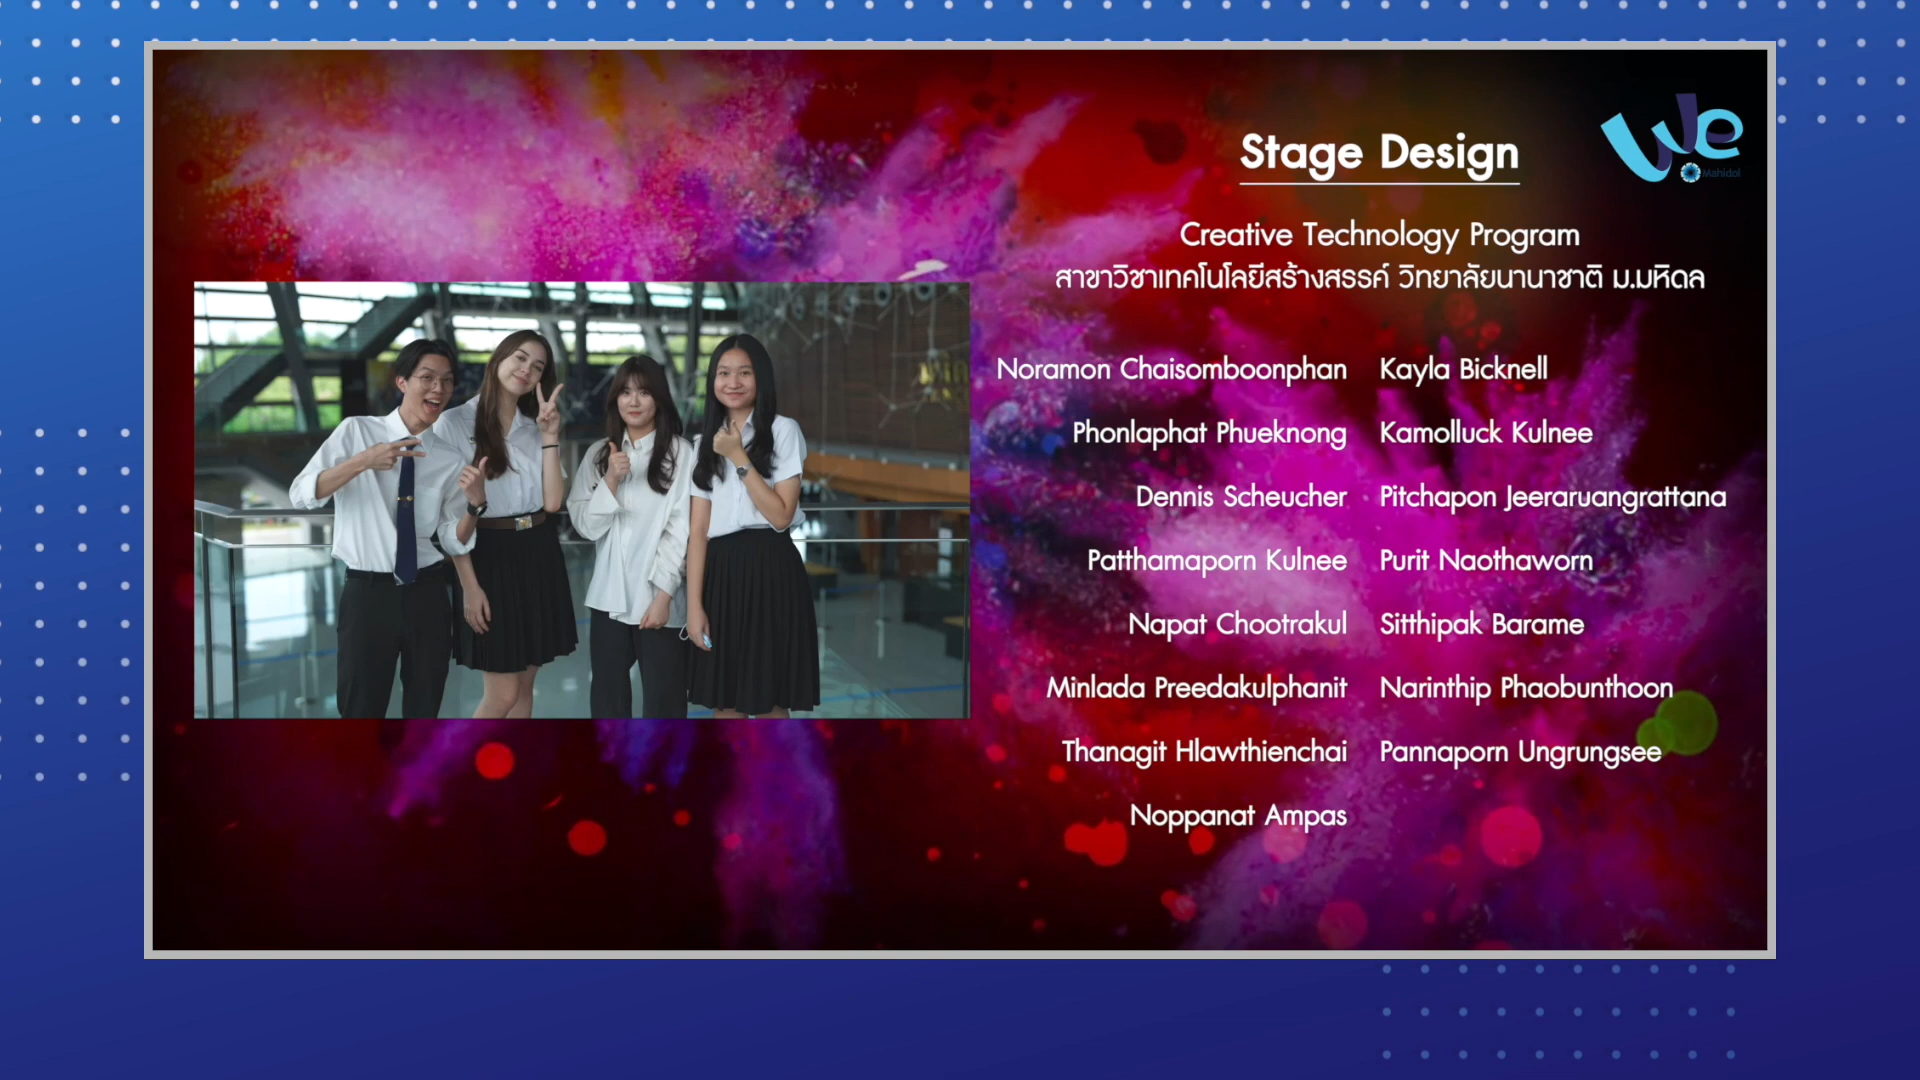 We
Mahidol
Stage Design
Creative Technology Program
สาขาวิชาเทคโนโลยีสร้างสรรค์ วิทยาลัยนานาชาติ ม.มหิดล
Noramon Chaisomboonphan Kayla Bicknell
Phonlaphat Phueknong Kamolluck Kulnee
Dennis Scheucher Pitchapon Jeeraruangrattana
Patthamaporn Kulnee Purit Naothaworn
Napat Chootrakul Sitthipak Barame
Minlada Preedakulphanit Narinthip Phaobunthoon
Thanagit Hlawthienchai Pannaporn Ungrungsee
Noppanat Ampas